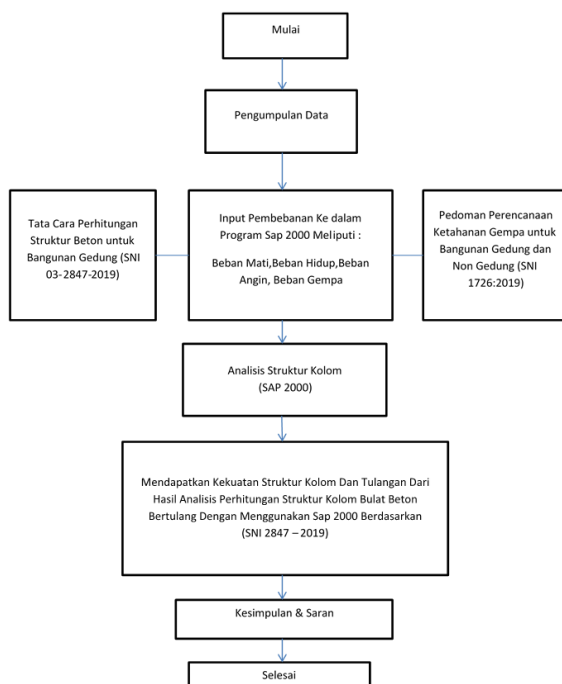 Mulai
Pengumpulan Data
Tata Cara Perhitungan
Struktur Beton untuk
Bangunan Gedung (SNI
03-2847-2019)
Input Pembebanan Ke dalam
Program Sap 2000 Meliputi :
Beban Mati,Beban Hidup,Beban
Angin, Beban Gempa
Pedoman Perencanaan
Ketahanan Gempa untuk
Bangunan Gedung dan
Non Gedung (SNI
1726:2019)
Analisis Struktur Kolom
(SAP 2000)
Mendapatkan Kekuatan Struktur Kolom Dan Tulangan Dari
Hasil Analisis Perhitungan Struktur Kolom Bulat Beton
Bertulang Dengan Menggunakan Sap 2000 Berdasarkan
(SNI 2847 – 2019)
Kesimpulan & Saran
Selesai